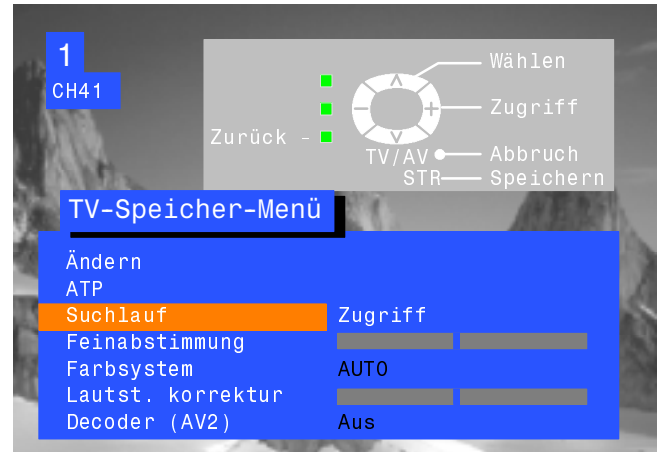 1
CH41
Wählen
Zugriff
Zurück -
TV/AV Abbruch
STR Speichern
TV-Speicher-Menü
Ändern
ATP
Suchlauf Zugriff
Feinabstimmung
Farbsystem AUTO
Lautst. korrektur
Decoder (AV2) Aus